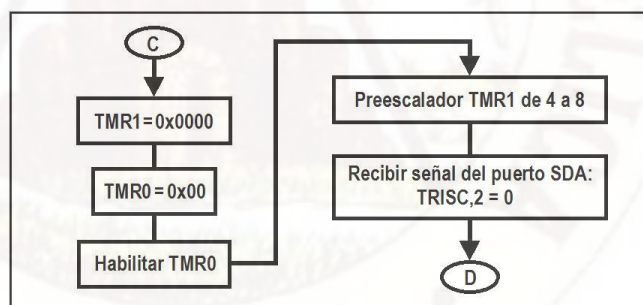 C
TMR1=0x0000
TMR0=0x00
Habilitar TMR0
Preescalador TMR1 de 4 a 8
Recibir señal del puerto SDA:
TRISC,2 = 0
D